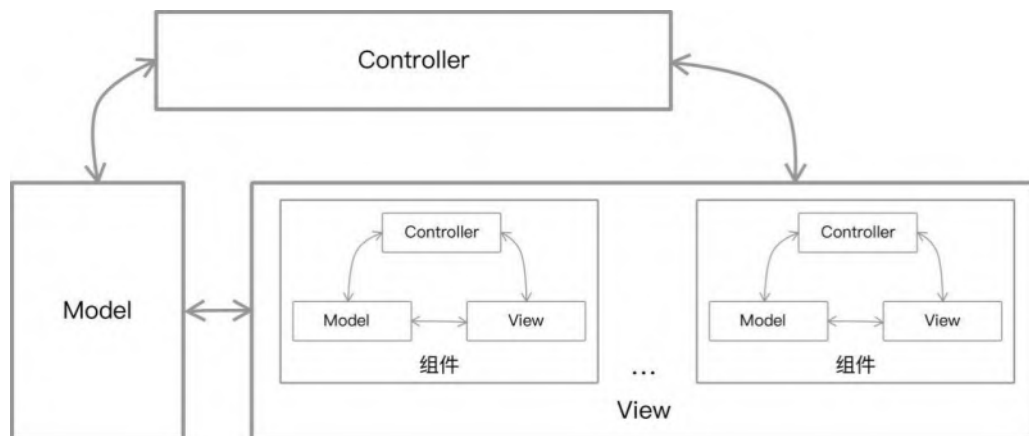 Controller
Model
Controller
Model
View
组件
...
Controller
Model
View
组件
View